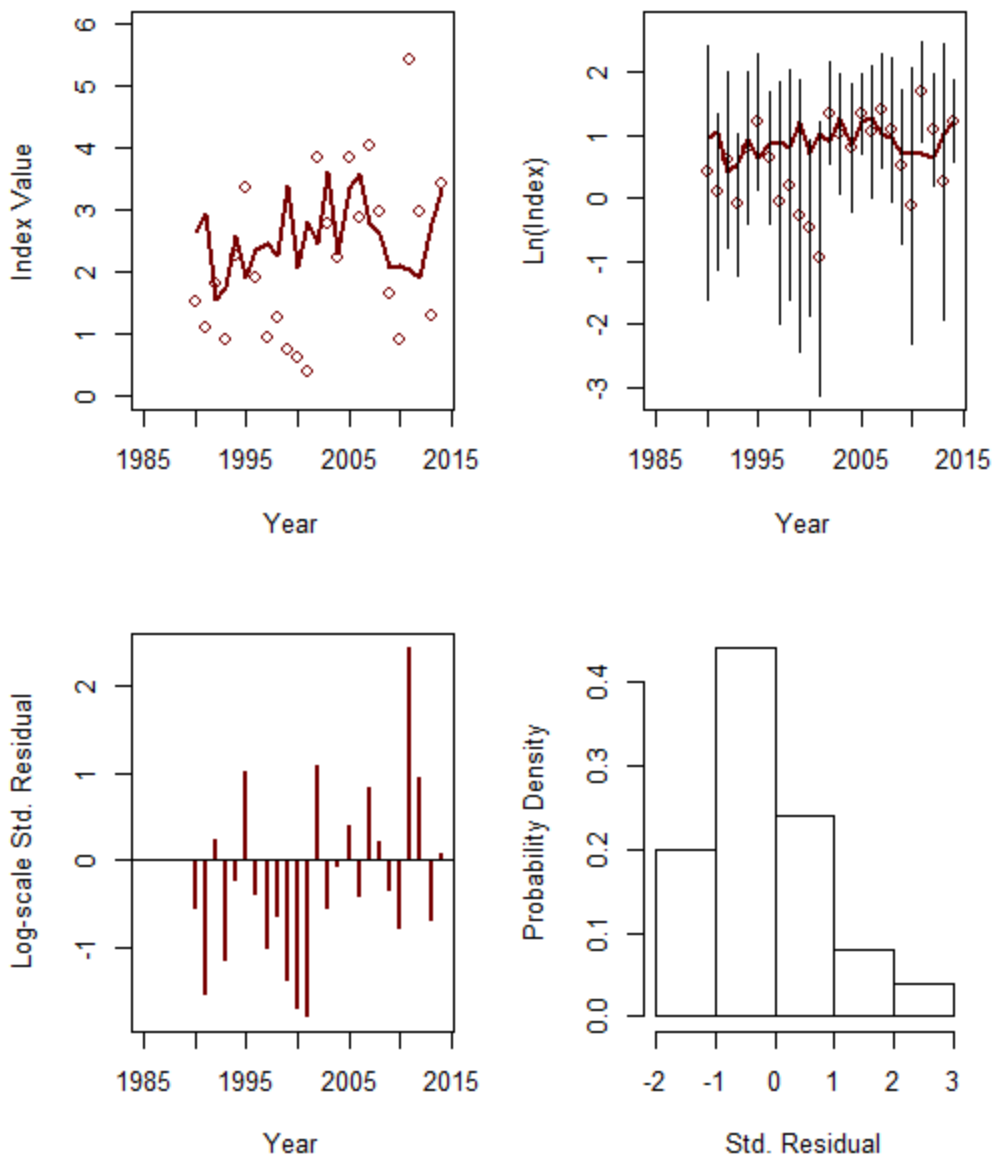 Index Value
6
5
4
3
2
1
0
1985 1995 2005 2015
Year
Ln(Index)
2
1
0
-1
-2
-3
1985 1995 2005 2015
Year
Log-scale Std. Residual
2
1
0
-1
1985 1995 2005 2015
Year
Probability Density
0.4
0.3
0.2
0.1
0.0
-2 -1 0 1 2 3
Std. Residual